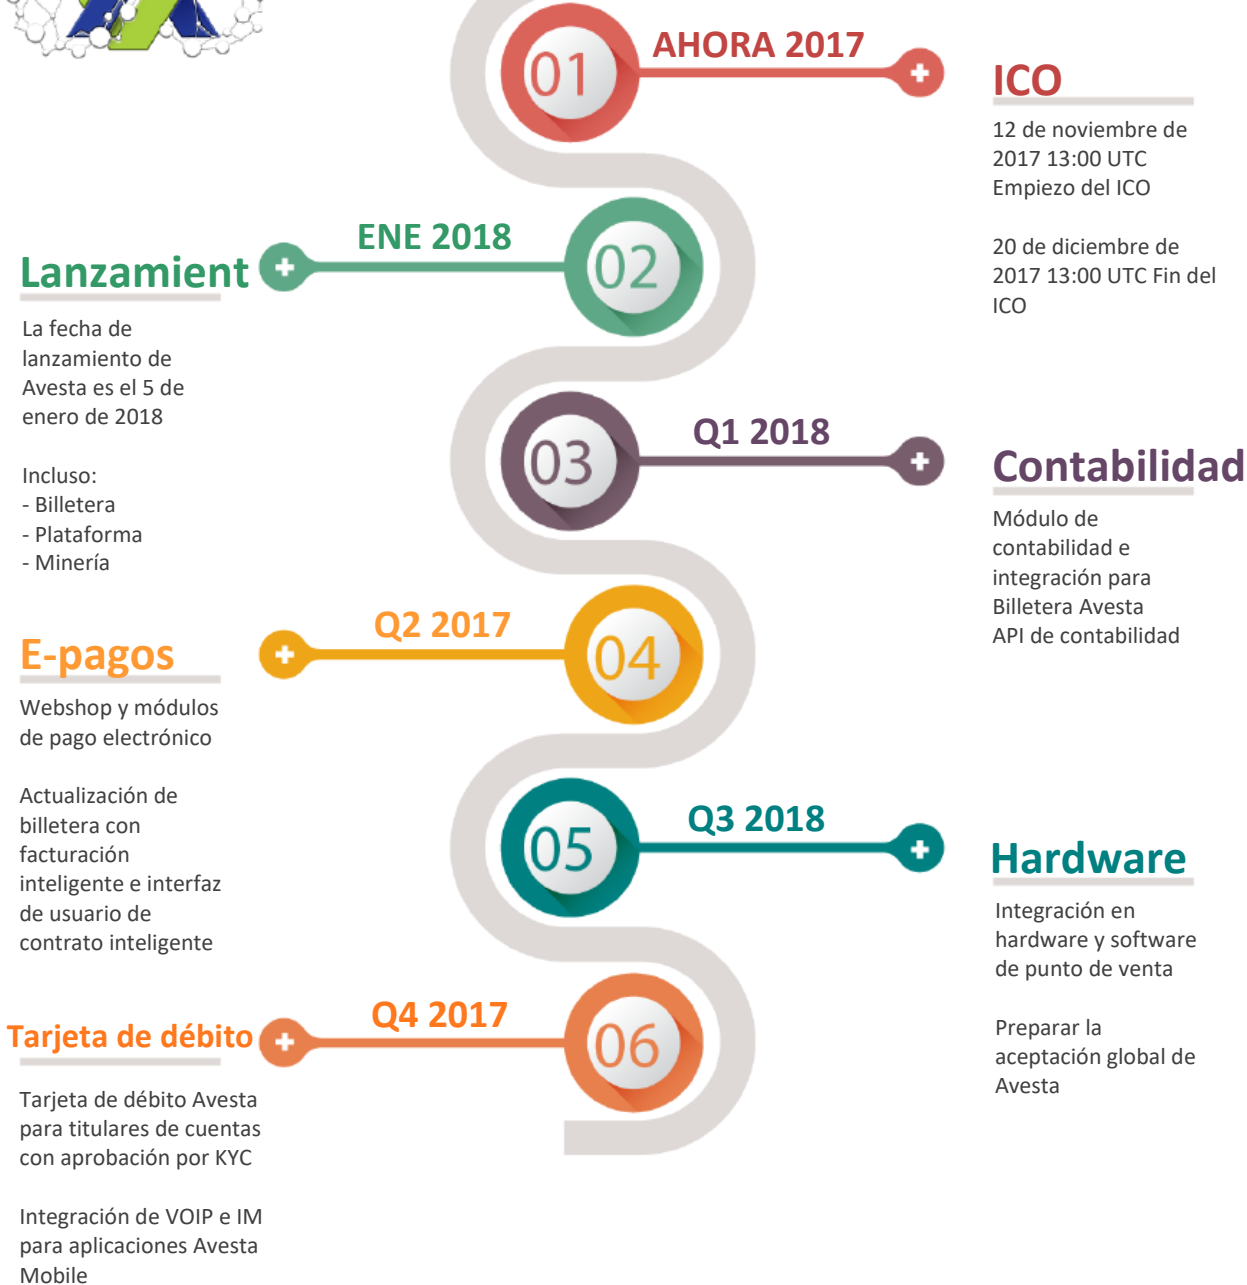 01
AHORA 2017
ICO
12 de noviembre de
2017 13:00 UTC
Empiezo del ICO
20 de diciembre de
2017 13:00 UTC Fin del
ICO
ENE 2018
02
Lanzamient
La fecha de
lanzamiento de
Avesta es el 5 de
enero de 2018
Incluso:
- Billetera
- Plataforma
- Minería
03
Q1 2018
Contabilidad
Módulo de
contabilidad e
integración para
Billetera Avesta
API de contabilidad
Q2 2017
04
E-pagos
Webshop y módulos
de pago electrónico
Actualización de
billetera con
facturación
inteligente e interfaz
de usuario de
contrato inteligente
05
Q3 2018
Hardware
Integración en
hardware y software
de punto de venta
Preparar la
aceptación global de
Avesta
Q4 2017
06
Tarjeta de débito
Tarjeta de débito Avesta
para titulares de cuentas
con aprobación por KYC
Integración de VOIP e IM
para aplicaciones Avesta
Mobile